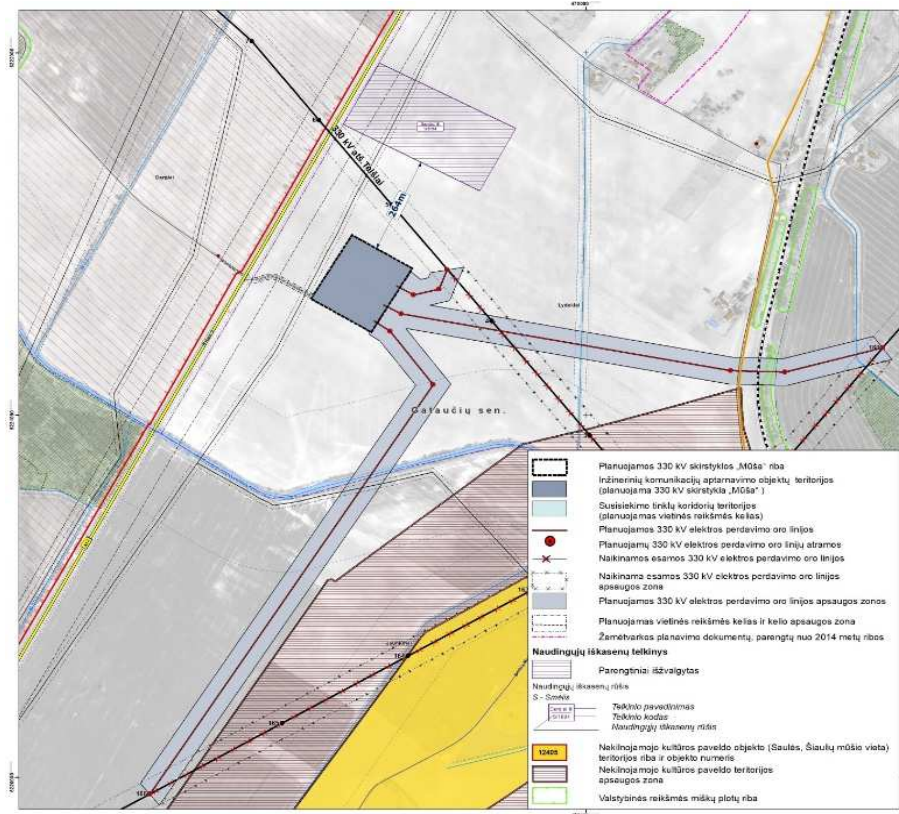 330 kV atš. Telšiai
264m
Gataučių sen.
Planuojamos 330 kV skirstyklos „Mūša“ riba
Inžinerinių komunikacijų aptarnavimo objektų teritorijos
(planuojama 330 kV skirstykla „Mūša“ )
Susisiekimo tinklų koridorių teritorijos
(planuojamas vietinės reikšmės kelias)
Planuojamos 330 kV elektros perdavimo oro linijos
Planuojamų 330 kV elektros perdavimo oro linijų atramos
Naikinamos esamos 330 kV elektros perdavimo oro linijos
Naikinama esamos 330 kV elektros perdavimo oro linijos
apsaugos zona
Planuojamos 330 kV elektros perdavimo oro linijos apsaugos zonos
Planuojamas vietinės reikšmės kelias ir kelio apsaugos zona
Žemėtvarkos planavimo dokumentų, parengtų nuo 2014 metų ribos
Naudingųjų iškasenų telkinys
Parengtiniai išžvalgytas
Naudingųjų iškasenų rūšis
S - Smėlis
Telkinio pavadinimas
Telkinio kodas
Naudingųjų iškasenų rūšis
12405
Nekilnojamojo kultūros paveldo objekto (Saulės, Šiaulių mūšio vieta)
teritorijos riba ir objekto numeris
Nekilnojamojo kultūros paveldo teritorijos
apsaugos zona
Valstybinės reikšmės miškų plotų riba